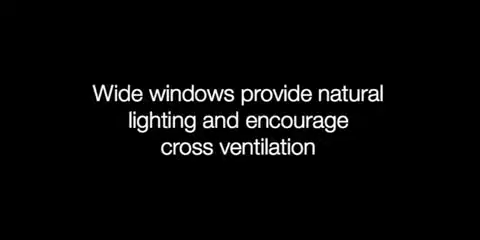 Wide windows provide natural
lighting and encourage
cross ventilation